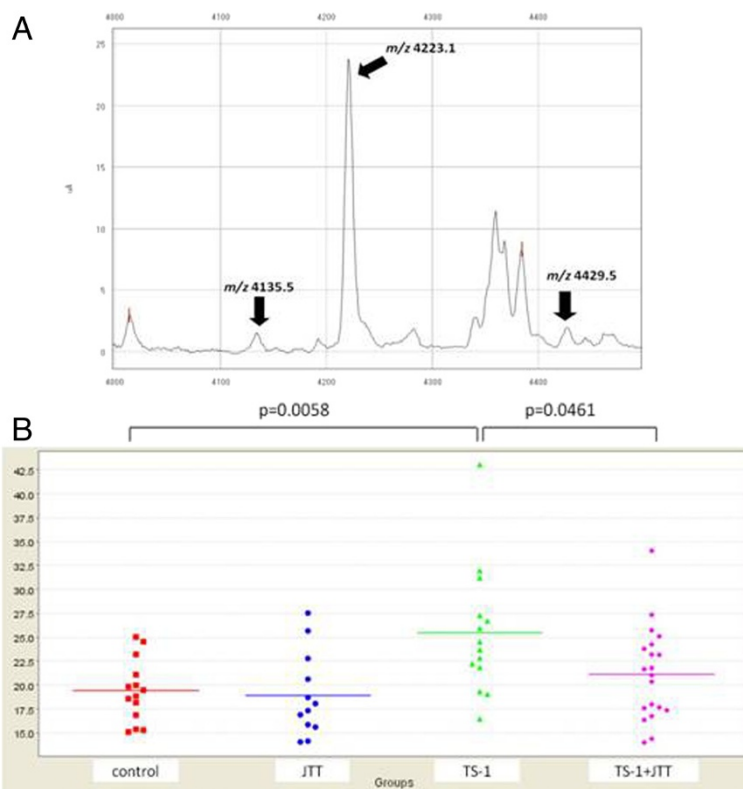 A
4000 4100 4200 4300 4400
m/z 4223.1
25
20
15
uA
10
m/z 4429.5
m/z 4135.5
5
0
4000 4100 4200 4300 4400
p=0.0058 p=0.0461
B
42.5
40.0
37.5
35.0
32.5
30.0
27.5
25.0
22.5
20.0
17.5
15.0
control JTT TS-1 TS-1+JTT
Groups